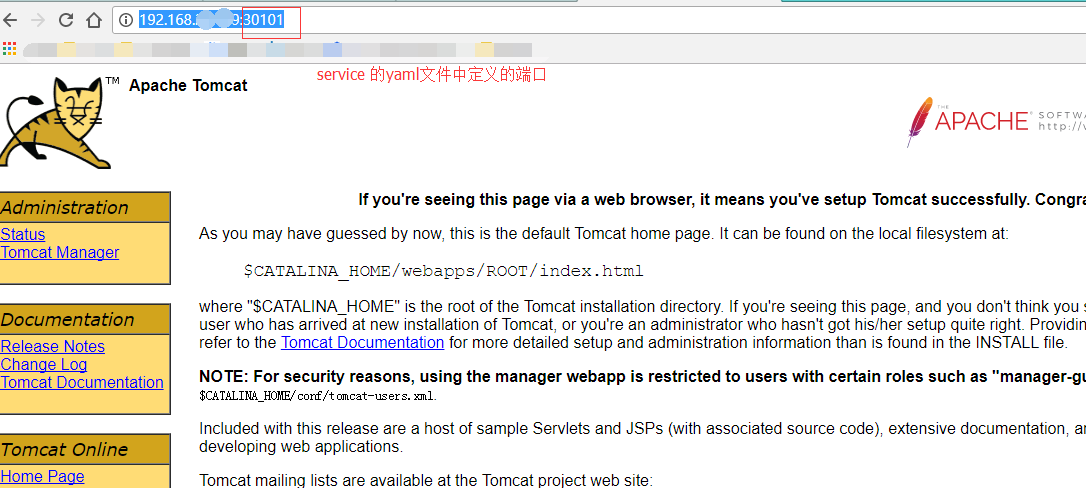 192.168. :30101
service 的yaml文件中定义的端口
TM
Apache Tomcat
THE
APACHE
SOFTWA
http://
Administration
Status
Tomcat Manager
Documentation
Release Notes
Change Log
Tomcat Documentation
Tomcat Online
Home Page
If you're seeing this page via a web browser, it means you've setup Tomcat successfully. Congra
As you may have guessed by now, this is the default Tomcat home page. It can be found on the local filesystem at:
$CATALINA_HOME/webapps/ROOT/index.html
where "$CATALINA_HOME" is the root of the Tomcat installation directory. If you're seeing this page, and you don't think you s
user who has arrived at new installation of Tomcat, or you're an administrator who hasn't got his/her setup quite right. Providin
refer to the Tomcat Documentation for more detailed setup and administration information than is found in the INSTALL file.
NOTE: For security reasons, using the manager webapp is restricted to users with certain roles such as "manager-gu
$CATALINA_HOME/conf/tomcat-users.xml.
Included with this release are a host of sample Servlets and JSPs (with associated source code), extensive documentation, an
developing web applications.
Tomcat mailing lists are available at the Tomcat project web site: